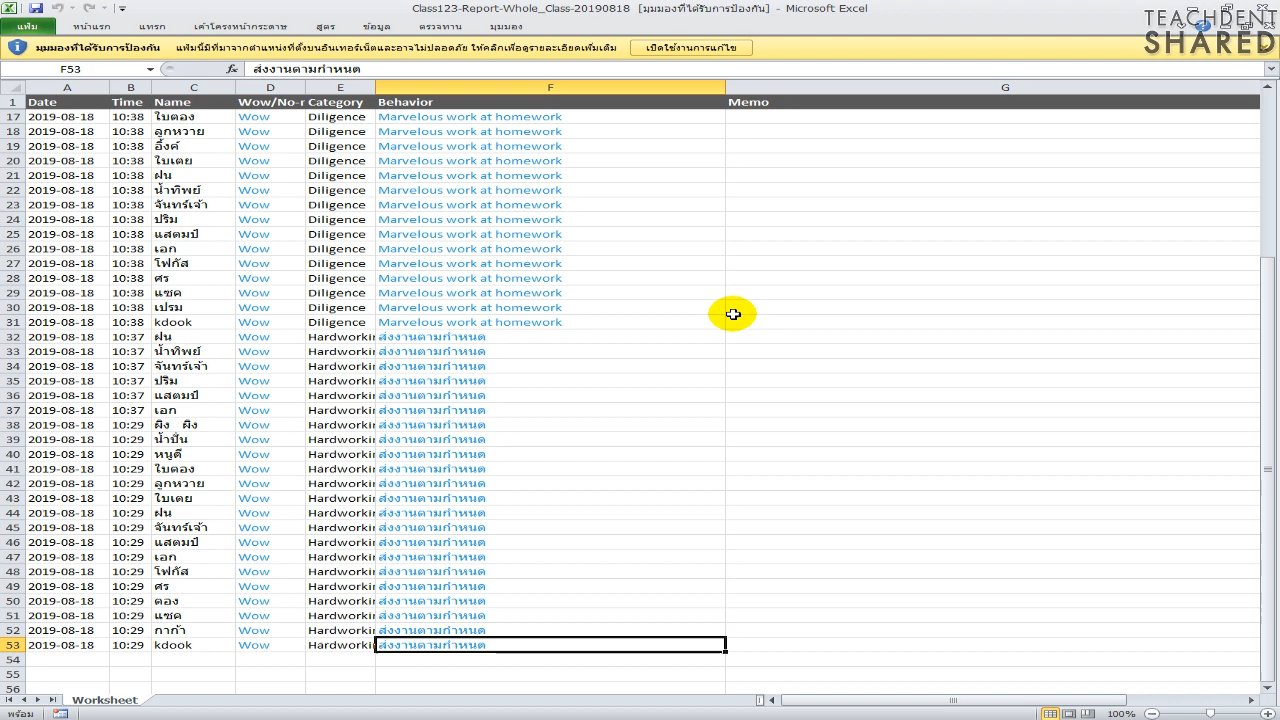 Class123-Report-Whole_Class-20190818 [มุมมองที่ได้รับการป้องกัน] - Microsoft Excel
TEACHDENT
SHARED
แฟ้ม หน้าแรก แทรก เค้าโครงหน้ากระดาษ สูตร ข้อมูล ตรวจทาน มุมมอง
มุมมองที่ได้รับการป้องกัน แฟ้มนี้มีที่มาจากตำแหน่งที่ตั้งบนอินเทอร์เน็ตและอาจไม่ปลอดภัย ให้คลิกเพื่อดูรายละเอียดเพิ่มเติม เปิดใช้งานการแก้ไข
F53 fx ส่งงานตามกำหนด
A B C D E F G
1 Date Time Name Wow/No-r Category Behavior Memo
17 2019-08-18 10:38 ใบตอง Wow Diligence Marvelous work at homework
18 2019-08-18 10:38 ลูกหวาย Wow Diligence Marvelous work at homework
19 2019-08-18 10:38 อิ้งค์ Wow Diligence Marvelous work at homework
20 2019-08-18 10:38 ใบเตย Wow Diligence Marvelous work at homework
21 2019-08-18 10:38 ฝน Wow Diligence Marvelous work at homework
22 2019-08-18 10:38 น้ำทิพย์ Wow Diligence Marvelous work at homework
23 2019-08-18 10:38 จันทร์เจ้า Wow Diligence Marvelous work at homework
24 2019-08-18 10:38 ปริม Wow Diligence Marvelous work at homework
25 2019-08-18 10:38 แสตมป์ Wow Diligence Marvelous work at homework
26 2019-08-18 10:38 เอก Wow Diligence Marvelous work at homework
27 2019-08-18 10:38 โฟกัส Wow Diligence Marvelous work at homework
28 2019-08-18 10:38 ศร Wow Diligence Marvelous work at homework
29 2019-08-18 10:38 แซค Wow Diligence Marvelous work at homework
30 2019-08-18 10:38 เปรม Wow Diligence Marvelous work at homework
31 2019-08-18 10:38 kdook Wow Diligence Marvelous work at homework
32 2019-08-18 10:37 ฝน Wow Hardworkin ส่งงานตามกำหนด
33 2019-08-18 10:37 น้ำทิพย์ Wow Hardworkin ส่งงานตามกำหนด
34 2019-08-18 10:37 จันทร์เจ้า Wow Hardworkin ส่งงานตามกำหนด
35 2019-08-18 10:37 ปริม Wow Hardworkin ส่งงานตามกำหนด
36 2019-08-18 10:37 แสตมป์ Wow Hardworkin ส่งงานตามกำหนด
37 2019-08-18 10:37 เอก Wow Hardworkin ส่งงานตามกำหนด
38 2019-08-18 10:29 ผิง ผิง Wow Hardworkin ส่งงานตามกำหนด
39 2019-08-18 10:29 น้ำปั่น Wow Hardworkin ส่งงานตามกำหนด
40 2019-08-18 10:29 หนูดี Wow Hardworkin ส่งงานตามกำหนด
41 2019-08-18 10:29 ใบตอง Wow Hardworkin ส่งงานตามกำหนด
42 2019-08-18 10:29 ลูกหวาย Wow Hardworkin ส่งงานตามกำหนด
43 2019-08-18 10:29 ใบเตย Wow Hardworkin ส่งงานตามกำหนด
44 2019-08-18 10:29 ฝน Wow Hardworkin ส่งงานตามกำหนด
45 2019-08-18 10:29 จันทร์เจ้า Wow Hardworkin ส่งงานตามกำหนด
46 2019-08-18 10:29 แสตมป์ Wow Hardworkin ส่งงานตามกำหนด
47 2019-08-18 10:29 เอก Wow Hardworkin ส่งงานตามกำหนด
48 2019-08-18 10:29 โฟกัส Wow Hardworkin ส่งงานตามกำหนด
49 2019-08-18 10:29 ศร Wow Hardworkin ส่งงานตามกำหนด
50 2019-08-18 10:29 ตอง Wow Hardworkin ส่งงานตามกำหนด
51 2019-08-18 10:29 แซค Wow Hardworkin ส่งงานตามกำหนด
52 2019-08-18 10:29 กาก้า Wow Hardworkin ส่งงานตามกำหนด
53 2019-08-18 10:29 kdook Wow Hardworkin ส่งงานตามกำหนด
54
55
56
Worksheet
พร้อม 100%